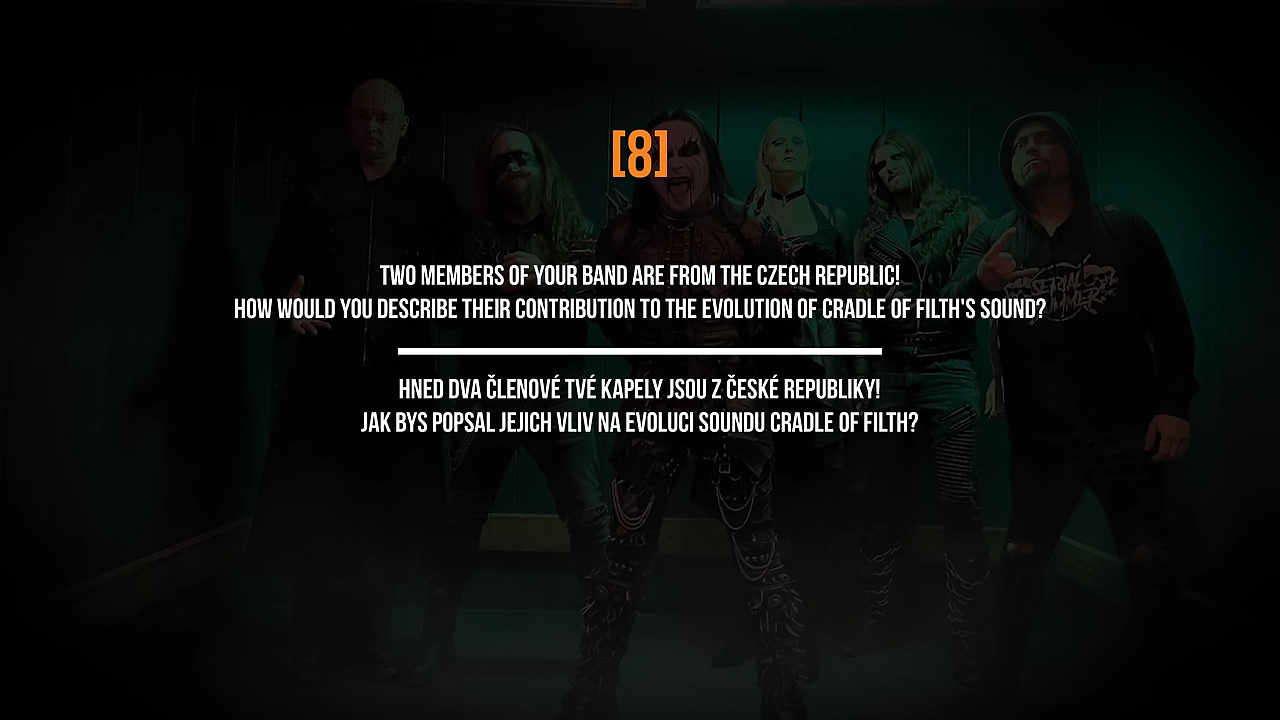 [8]
TWO MEMBERS OF YOUR BAND ARE FROM THE CZECH REPUBLIC!
HOW WOULD YOU DESCRIBE THEIR CONTRIBUTION TO THE EVOLUTION OF CRADLE OF FILTH'S SOUND?
HNED DVA ČLENOVÉ TVÉ KAPELY JSOU Z ČESKÉ REPUBLIKY!
JAK BYS POPSAL JEJICH VLIV NA EVOLUCI SOUNDU CRADLE OF FILTH?